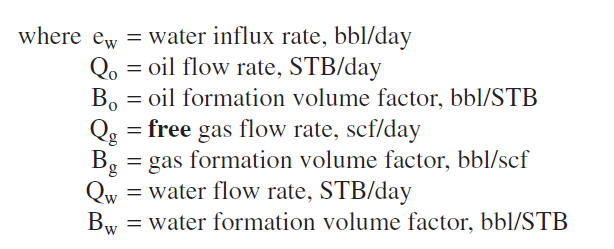 where e_w = water influx rate, bbl/day
Q_o = oil flow rate, STB/day
B_o = oil formation volume factor, bbl/STB
Q_g = free gas flow rate, scf/day
B_g = gas formation volume factor, bbl/scf
Q_w = water flow rate, STB/day
B_w = water formation volume factor, bbl/STB